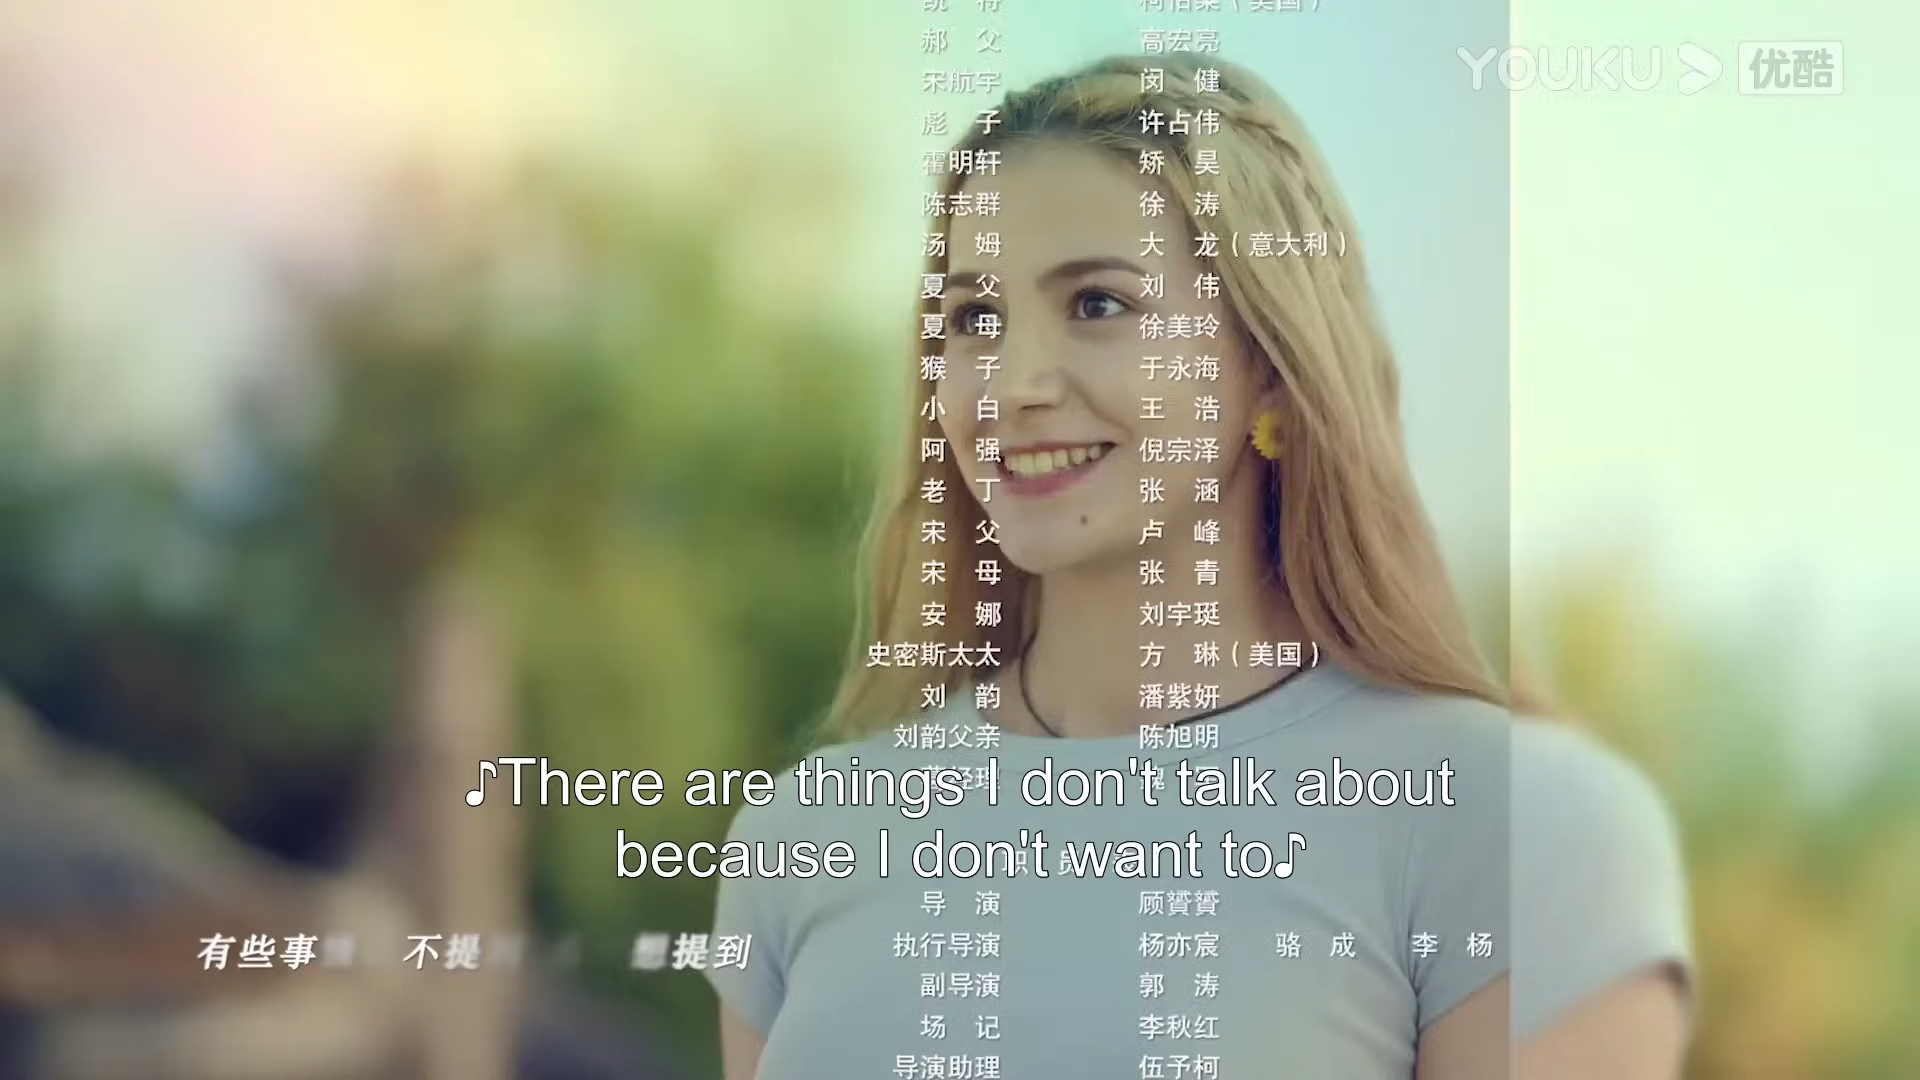 郝 父 高宏亮
YOUKU 优酷
宋航宇 闵 健
彪 子 许占伟
霍明轩 矫 昊
陈志群 徐 涛
汤 姆 大 龙（意大利）
夏 父 刘 伟
夏 母 徐美玲
猴 子 于永海
小 白 王 浩
阿 强 倪宗泽
老 丁 张 涵
宋 父 卢 峰
宋 母 张 青
安 娜 刘宇珽
史密斯太太 方 琳（美国）
刘 韵 潘紫妍
刘韵父亲 陈旭明
♪There are things I don't talk about
because I don't want to♪
导 演 顾贇贇
有些事 不提 想提到
执行导演 杨亦宸 骆 成 李 杨
副导演 郭 涛
场 记 李秋红
导演助理 伍予柯